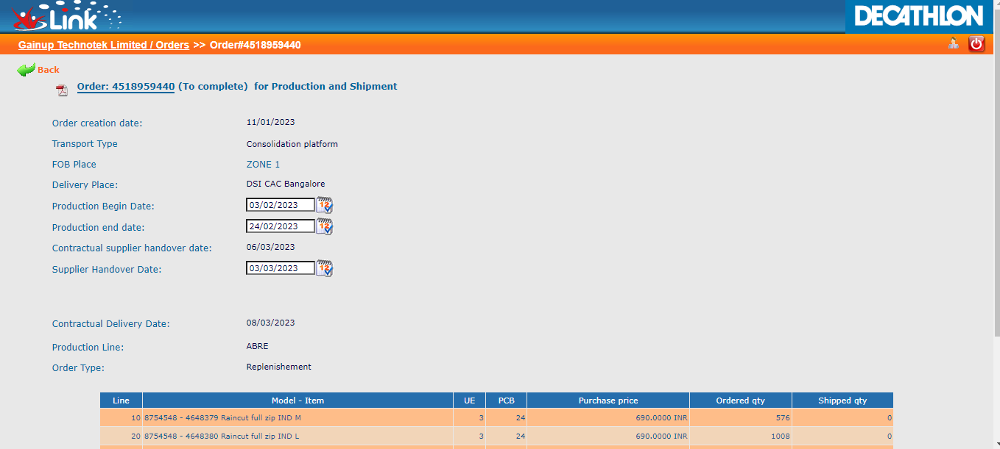 Link
DECATHLON
Gainup Technotek Limited / Orders >> Order#4518959440
Back
Order: 4518959440 (To complete) for Production and Shipment
Order creation date: 11/01/2023
Transport Type Consolidation platform
FOB Place ZONE 1
Delivery Place: DSI CAC Bangalore
Production Begin Date: 03/02/2023
Production end date: 24/02/2023
Contractual supplier handover date: 06/03/2023
Supplier Handover Date: 03/03/2023
Contractual Delivery Date: 08/03/2023
Production Line: ABRE
Order Type: Replenishement
Line Model - Item UE PCB Purchase price Ordered qty Shipped qty
10 8754548 - 4648379 Raincut full zip IND M 3 24 690.0000 INR 576 0
20 8754548 - 4648380 Raincut full zip IND L 3 24 690.0000 INR 1008 0